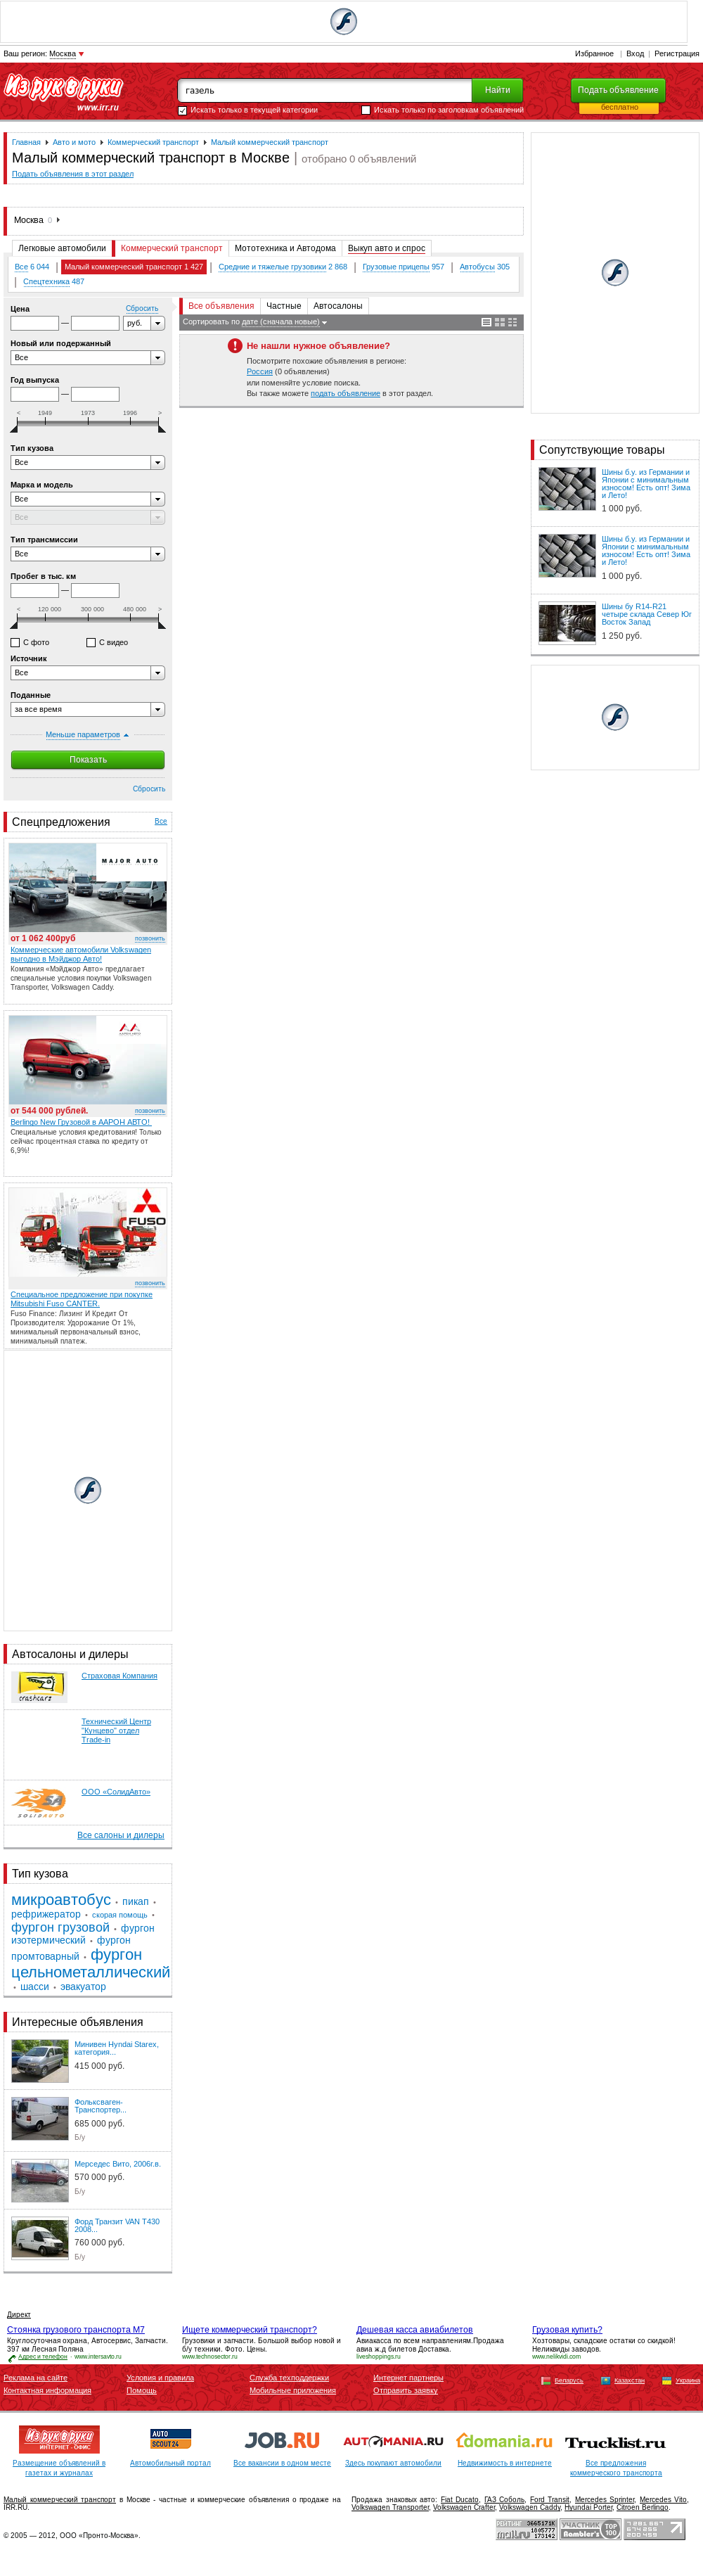 Ваш регион: Москва
Избранное | Вход | Регистрация
Из рук в руки
www.irr.ru
газель
Найти
Подать объявление
бесплатно
Искать только в текущей категории
Искать только по заголовкам объявлений
Главная Авто и мото Коммерческий транспорт Малый коммерческий транспорт
Малый коммерческий транспорт в Москве | отобрано 0 объявлений
Подать объявления в этот раздел
Москва 0
Легковые автомобили Коммерческий транспорт Мототехника и Автодома Выкуп авто и спрос
Все 6 044 | Малый коммерческий транспорт 1 427 | Средние и тяжелые грузовики 2 868 | Грузовые прицепы 957 | Автобусы 305
| Спецтехника 487
Цена
Сбросить
—
руб.
Новый или подержанный
Все
Год выпуска
—
< 1949 1973 1996 >
Тип кузова
Все
Марка и модель
Все
Все
Тип трансмиссии
Все
Пробег в тыс. км
—
< 120 000 300 000 480 000 >
С фото
С видео
Источник
Все
Поданные
за все время
Меньше параметров
Показать
Сбросить
Все объявления Частные Автосалоны
Сортировать по дате (сначала новые)
Не нашли нужное объявление?
Посмотрите похожие объявления в регионе:
Россия (0 объявления)
или поменяйте условие поиска.
Вы также можете подать объявление в этот раздел.
Сопутствующие товары
Шины б.у. из Германии и
Японии с минимальным
износом! Есть опт! Зима
и Лето!
1 000 руб.
Шины б.у. из Германии и
Японии с минимальным
износом! Есть опт! Зима
и Лето!
1 000 руб.
Шины бу R14-R21
четыре склада Север Юг
Восток Запад
1 250 руб.
Спецпредложения
Все
MAJOR AUTO
от 1 062 400руб
позвонить
Коммерческие автомобили Volkswagen
выгодно в Мэйджор Авто!
Компания «Мэйджор Авто» предлагает
специальные условия покупки Volkswagen
Transporter, Volkswagen Caddy.
от 544 000 рублей.
позвонить
Berlingo New Грузовой в ААРОН АВТО!
Специальные условия кредитования! Только
сейчас процентная ставка по кредиту от
6,9%!
FUSO
позвонить
Специальное предложение при покупке
Mitsubishi Fuso CANTER.
Fuso Finance: Лизинг И Кредит От
Производителя: Удорожание От 1%,
минимальный первоначальный взнос,
минимальный платеж.
Автосалоны и дилеры
crashcarz
Страховая Компания
Технический Центр
"Кунцево" отдел
Trade-in
SOLIDAUTO
ООО «СолидАвто»
Все салоны и дилеры
Тип кузова
микроавтобус • пикап •
рефрижератор • скорая помощь •
фургон грузовой • фургон
изотермический • фургон
промтоварный • фургон
цельнометаллический
• шасси • эвакуатор
Интересные объявления
Минивен Hyndai Starex,
категория...
415 000 руб.
Фольксваген-
Транспортер...
685 000 руб.
Б/у
Мерседес Вито, 2006г.в.
570 000 руб.
Б/у
Форд Транзит VAN T430
2008...
760 000 руб.
Б/у
Директ
Стоянка грузового транспорта М7
Круглосуточная охрана, Автосервис, Запчасти.
397 км Лесная Поляна
Адрес и телефон · www.intersavto.ru
Ищете коммерческий транспорт?
Грузовики и запчасти. Большой выбор новой и
б/у техники. Фото. Цены.
www.technosector.ru
Дешевая касса авиабилетов
Авиакасса по всем направлениям.Продажа
авиа ж.д билетов Доставка.
liveshoppings.ru
Грузовая купить?
Хозтовары, складские остатки со скидкой!
Неликвиды заводов.
www.nelikvidi.com
Реклама на сайте
Контактная информация
Условия и правила
Помощь
Служба техподдержки
Мобильные приложения
Интернет партнеры
Отправить заявку
Беларусь Казахстан Украина
Из рук в руки
ИНТЕРНЕТ-ОФИС
Размещение объявлений в
газетах и журналах
AUTO
SCOUT 24
Автомобильный портал
JOB.RU
Все вакансии в одном месте
AUTOMANIA.RU
Здесь покупают автомобили
domania.ru
Недвижимость в интернете
Trucklist.ru
Все предложения
коммерческого транспорта
Малый коммерческий транспорт в Москве - частные и коммерческие объявления о продаже на
IRR.RU.
Продажа знаковых авто: Fiat Ducato, ГАЗ Соболь, Ford Transit, Mercedes Sprinter, Mercedes Vito,
Volkswagen Transporter, Volkswagen Crafter, Volkswagen Caddy, Hyundai Porter, Citroen Berlingo.
© 2005 — 2012, ООО «Пронто-Москва».
РЕЙТИНГ
mail.ru
УЧАСТНИК
Rambler's
TOP
100